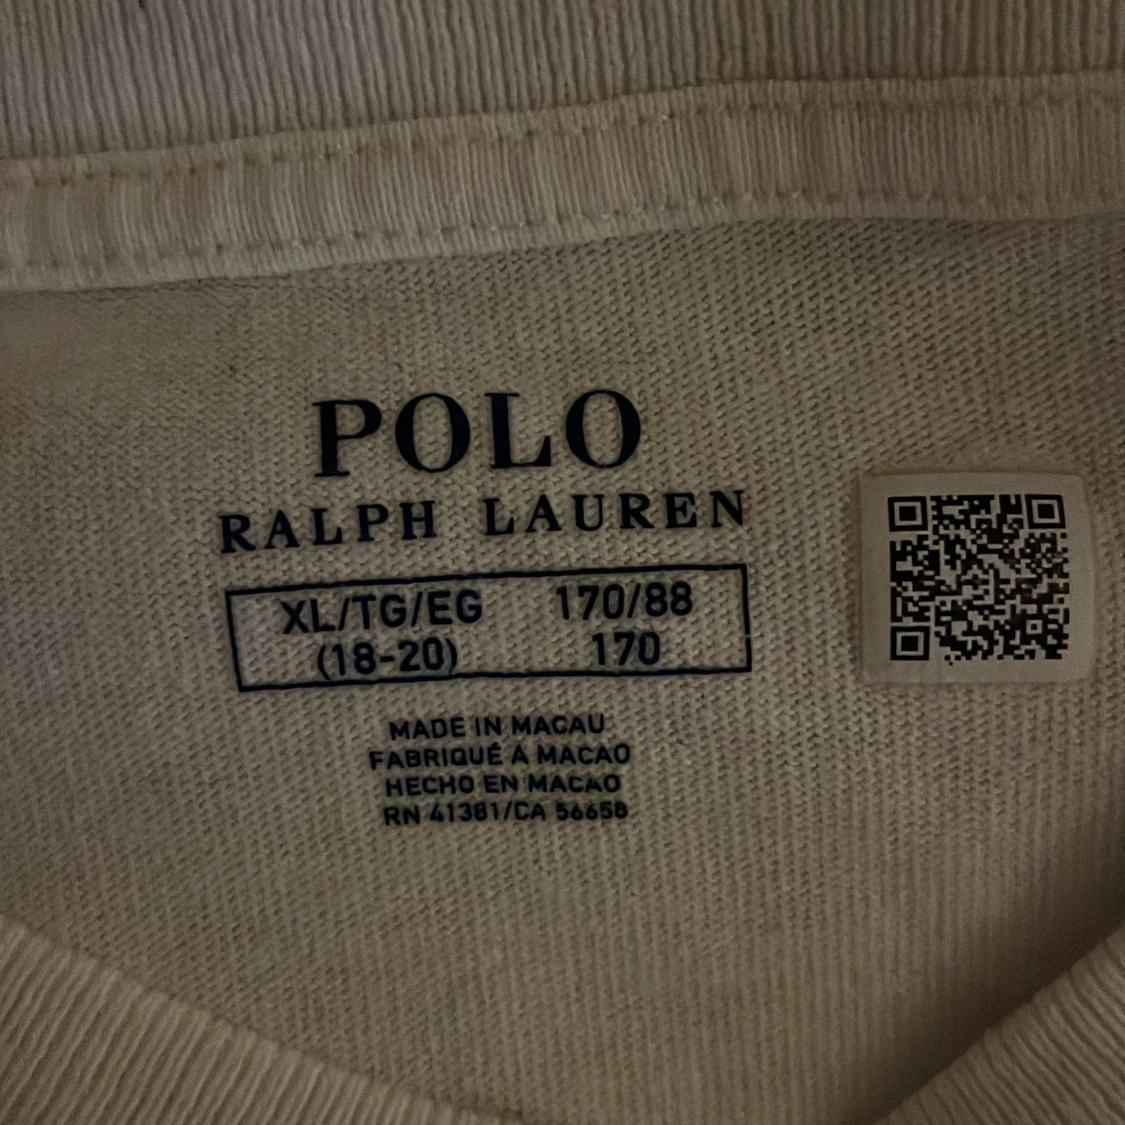 POLO
RALPH LAUREN
XL/TG/EG 170/88
(18-20) 170
MADE IN MACAU
FABRIQUÉ À MACAO
HECHO EN MACAO
RN 41381/CA 56658